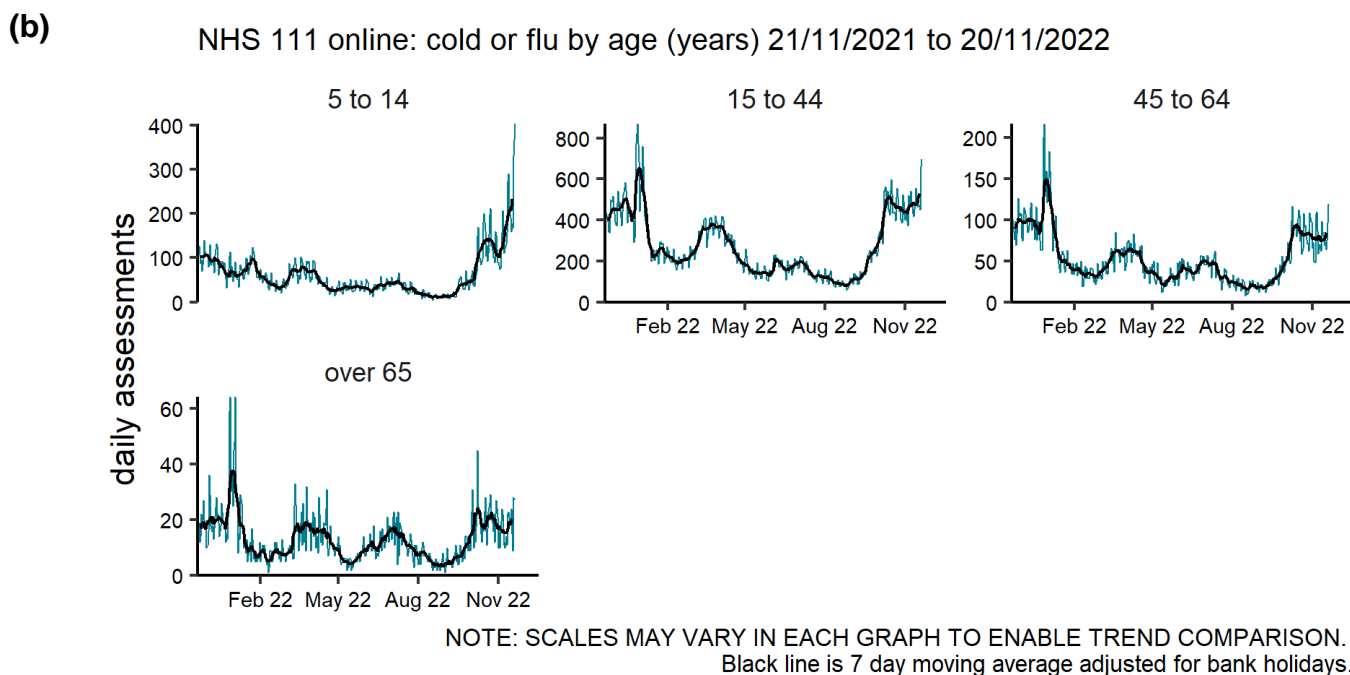 (b)
NHS 111 online: cold or flu by age (years) 21/11/2021 to 20/11/2022
daily assessments
5 to 14
400
300
200
100
0
15 to 44
800
600
400
200
0
Feb 22 May 22 Aug 22 Nov 22
45 to 64
200
150
100
50
0
Feb 22 May 22 Aug 22 Nov 22
over 65
60
40
20
0
Feb 22 May 22 Aug 22 Nov 22
NOTE: SCALES MAY VARY IN EACH GRAPH TO ENABLE TREND COMPARISON.
Black line is 7 day moving average adjusted for bank holidays.